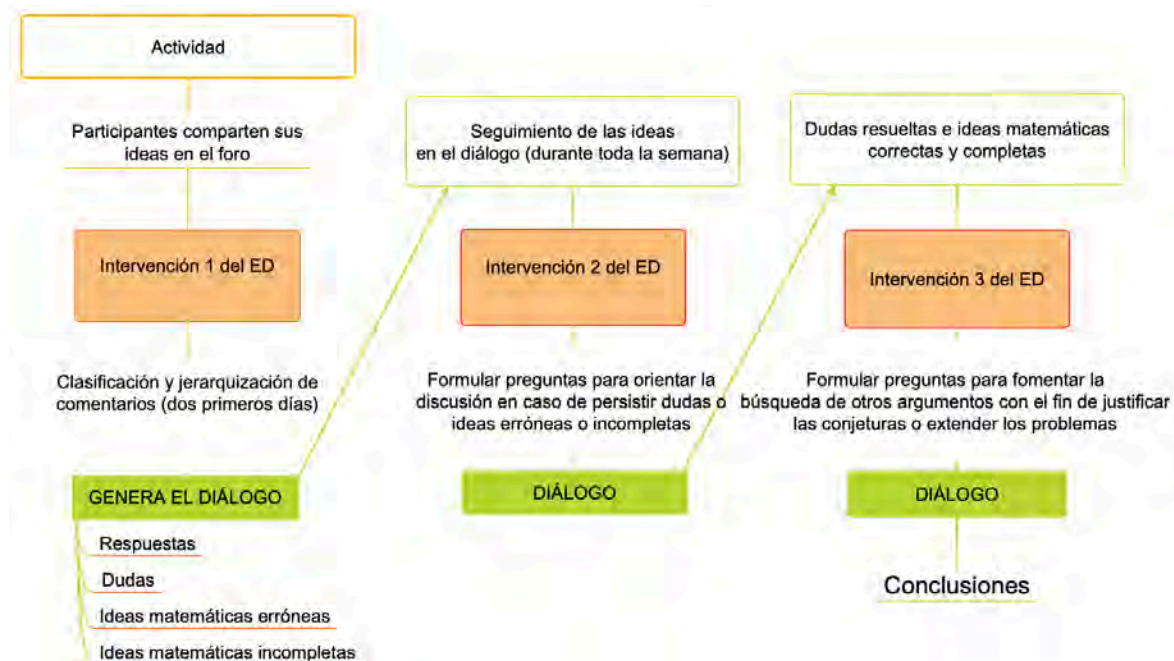 Actividad
Participantes comparten sus
ideas en el foro
Intervención 1 del ED
Clasificación y jerarquización de
comentarios (dos primeros días)
GENERA EL DIÁLOGO
Respuestas
Dudas
Ideas matemáticas erróneas
Ideas matemáticas incompletas
Seguimiento de las ideas
en el diálogo (durante toda la semana)
Intervención 2 del ED
Formular preguntas para orientar la
discusión en caso de persistir dudas o
ideas erróneas o incompletas
DIÁLOGO
Dudas resueltas e ideas matemáticas
correctas y completas
Intervención 3 del ED
Formular preguntas para fomentar la
búsqueda de otros argumentos con el fin de justificar
las conjeturas o extender los problemas
DIÁLOGO
Conclusiones